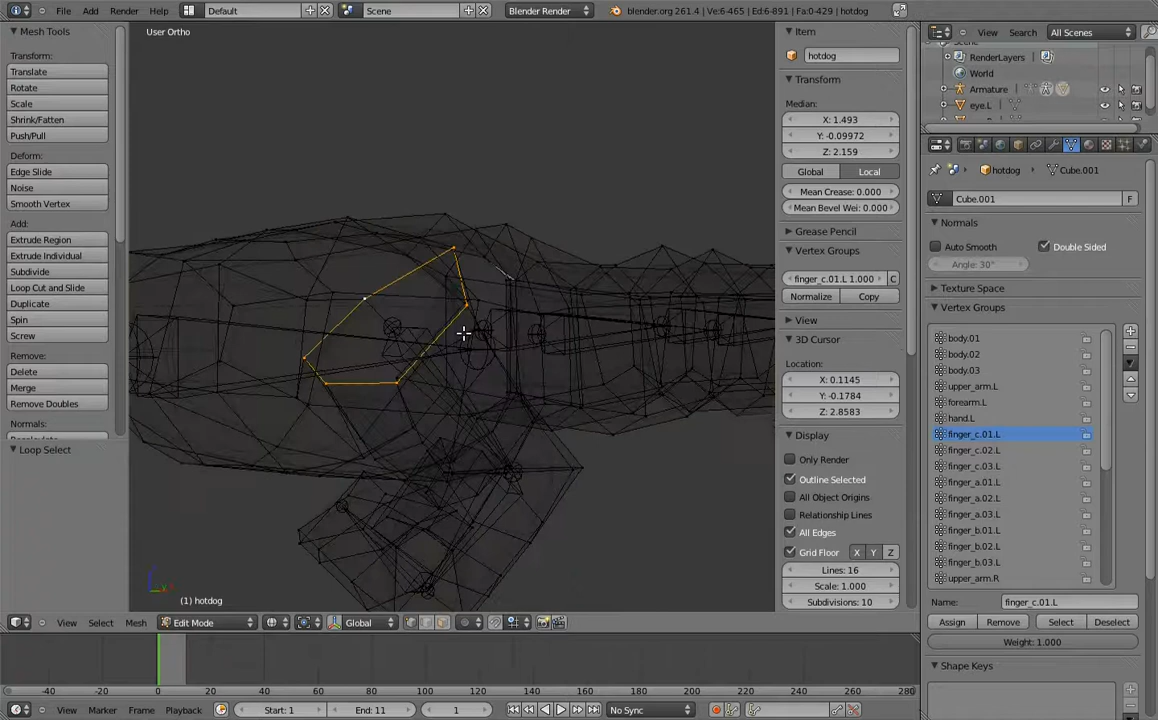 File Add Render Help Default Scene Blender Render blender.org 261.4 | Ve:6-465 | Ed:6-891 | Fa:0-429 | hotdog
Mesh Tools
Transform:
Translate
Rotate
Scale
Shrink/Fatten
Push/Pull
Deform:
Edge Slide
Noise
Smooth Vertex
Add:
Extrude Region
Extrude Individual
Subdivide
Loop Cut and Slide
Duplicate
Spin
Screw
Remove:
Delete
Merge
Remove Doubles
Normals:
Loop Select
User Ortho
(1) hotdog
View Select Mesh Edit Mode Global
Item
hotdog
Transform
Median:
X: 1.493
Y: -0.09972
Z: 2.159
Global Local
Mean Crease: 0.000
Mean Bevel Wei: 0.000
Grease Pencil
Vertex Groups
finger_c.01.L 1.000 C
Normalize Copy
View
3D Cursor
Location:
X: 0.1145
Y: -0.1784
Z: 2.8583
Display
Only Render
Outline Selected
All Object Origins
Relationship Lines
All Edges
Grid Floor X Y Z
Lines: 16
Scale: 1.000
Subdivisions: 10
View Search All Scenes
RenderLayers
World
Armature
eye.L
hotdog Cube.001
Cube.001 F
Normals
Auto Smooth Double Sided
Angle: 30°
Texture Space
Vertex Groups
body.01
body.02
body.03
upper_arm.L
forearm.L
hand.L
finger_c.01.L
finger_c.02.L
finger_c.03.L
finger_a.01.L
finger_a.02.L
finger_a.03.L
finger_b.01.L
finger_b.02.L
finger_b.03.L
upper_arm.R
Name: finger_c.01.L
Assign Remove Select Deselect
Weight: 1.000
Shape Keys
-40 -20 0 20 40 60 80 100 120 140 160 180 200 220 240 260 280
View Marker Frame Playback Start: 1 End: 11 1 No Sync